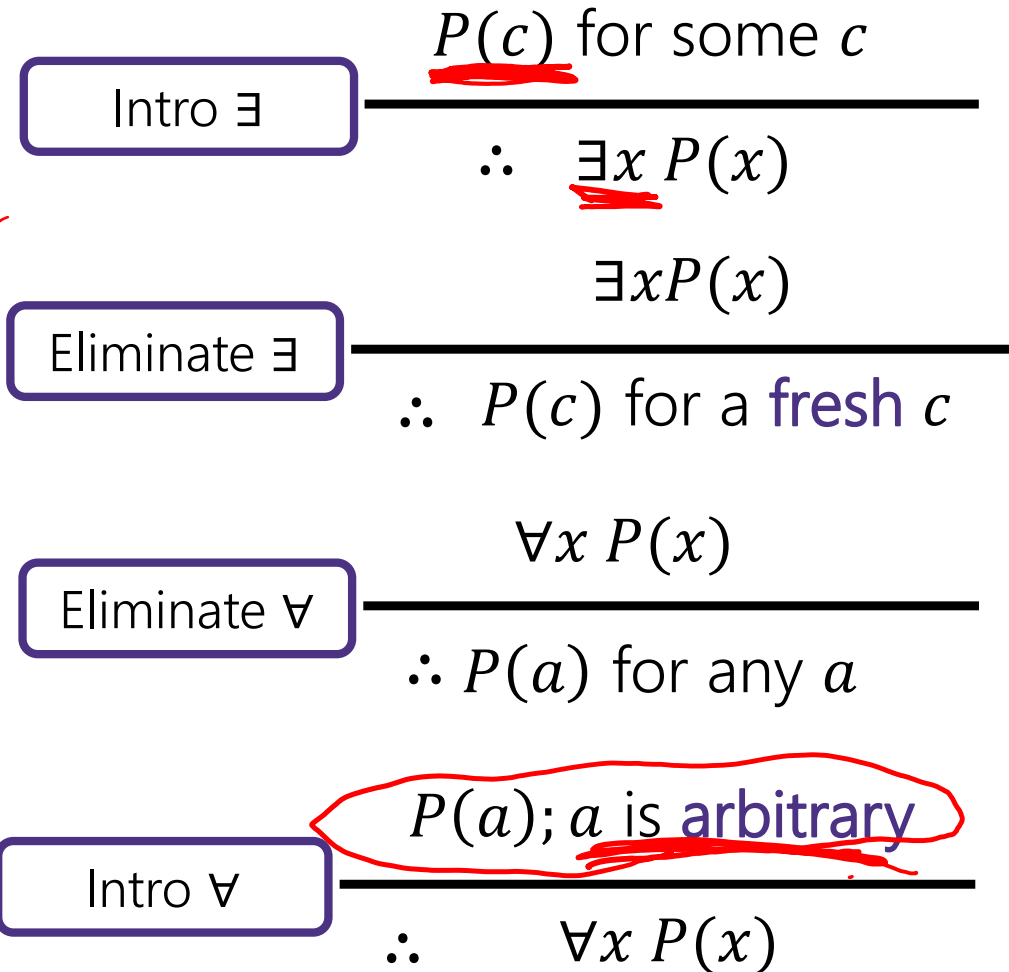 P(c) for some c
Intro ∃
∴ ∃x P(x)
∃xP(x)
Eliminate ∃
∴ P(c) for a fresh c
∀x P(x)
Eliminate ∀
∴ P(a) for any a
P(a); a is arbitrary
Intro ∀
∴ ∀x P(x)